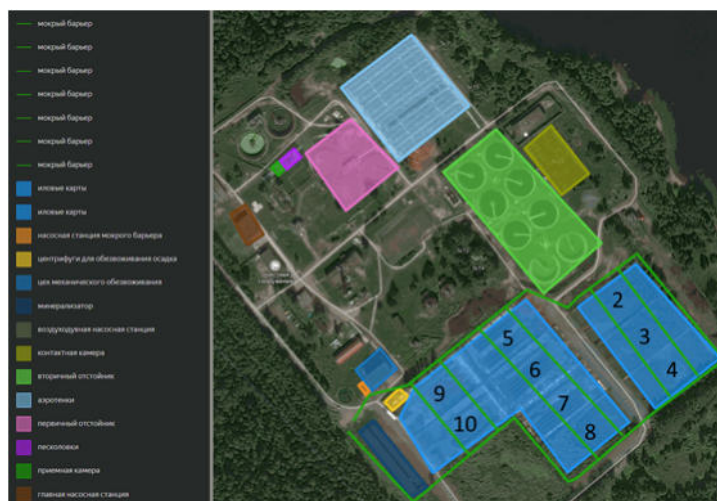 мокрый барьер
мокрый барьер
мокрый барьер
мокрый барьер
мокрый барьер
мокрый барьер
мокрый барьер
иловые карты
иловые карты
насосная станция мокрого барьера
центрифуги для обезвоживания осадка
цех механического обезвоживания
минерализатор
воздуходувная насосная станция
контактная камера
вторичный отстойник
аэротенки
первичный отстойник
песколовки
приемная камера
главная насосная станция
2
3
4
5
6
7
8
9
10